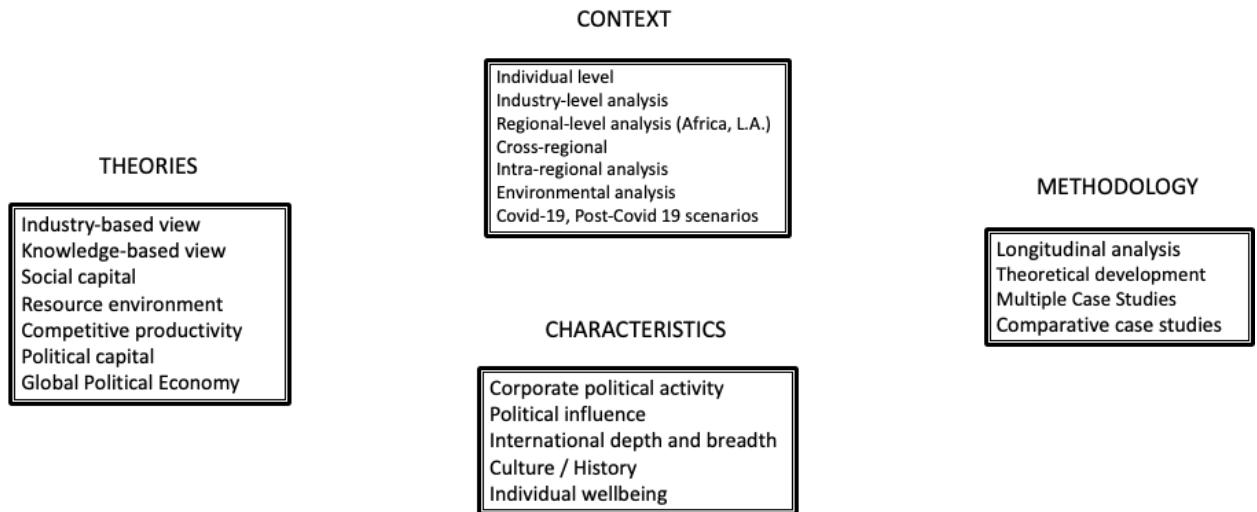 CONTEXT
Individual level
Industry-level analysis
Regional-level analysis (Africa, L.A.)
Cross-regional
Intra-regional analysis
Environmental analysis
Covid-19, Post-Covid 19 scenarios
THEORIES
Industry-based view
Knowledge-based view
Social capital
Resource environment
Competitive productivity
Political capital
Global Political Economy
CHARACTERISTICS
Corporate political activity
Political influence
International depth and breadth
Culture / History
Individual wellbeing
METHODOLOGY
Longitudinal analysis
Theoretical development
Multiple Case Studies
Comparative case studies